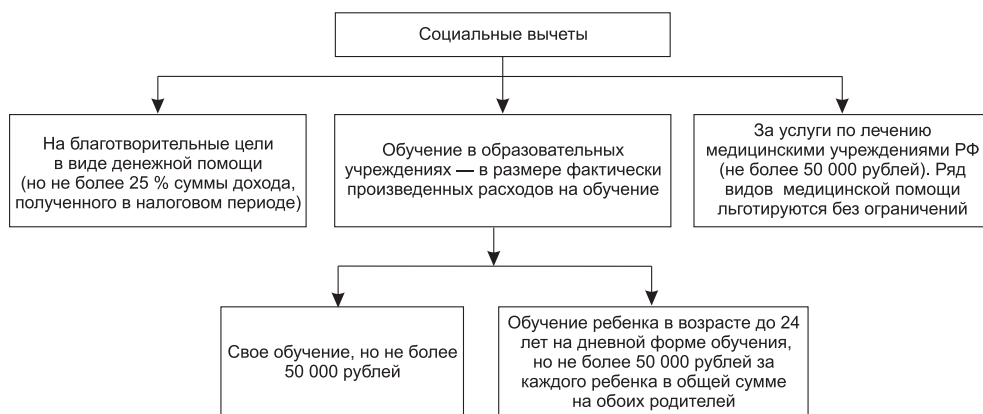 Социальные вычеты
На благотворительные цели
в виде денежной помощи
(но не более 25 % суммы дохода,
полученного в налоговом периоде)
Обучение в образовательных
учреждениях — в размере фактически
произведенных расходов на обучение
За услуги по лечению
медицинскими учреждениями РФ
(не более 50 000 рублей). Ряд
видов медицинской помощи
льготируются без ограничений
Свое обучение, но не более
50 000 рублей
Обучение ребенка в возрасте до 24
лет на дневной форме обучения,
но не более 50 000 рублей за
каждого ребенка в общей сумме
на обоих родителей